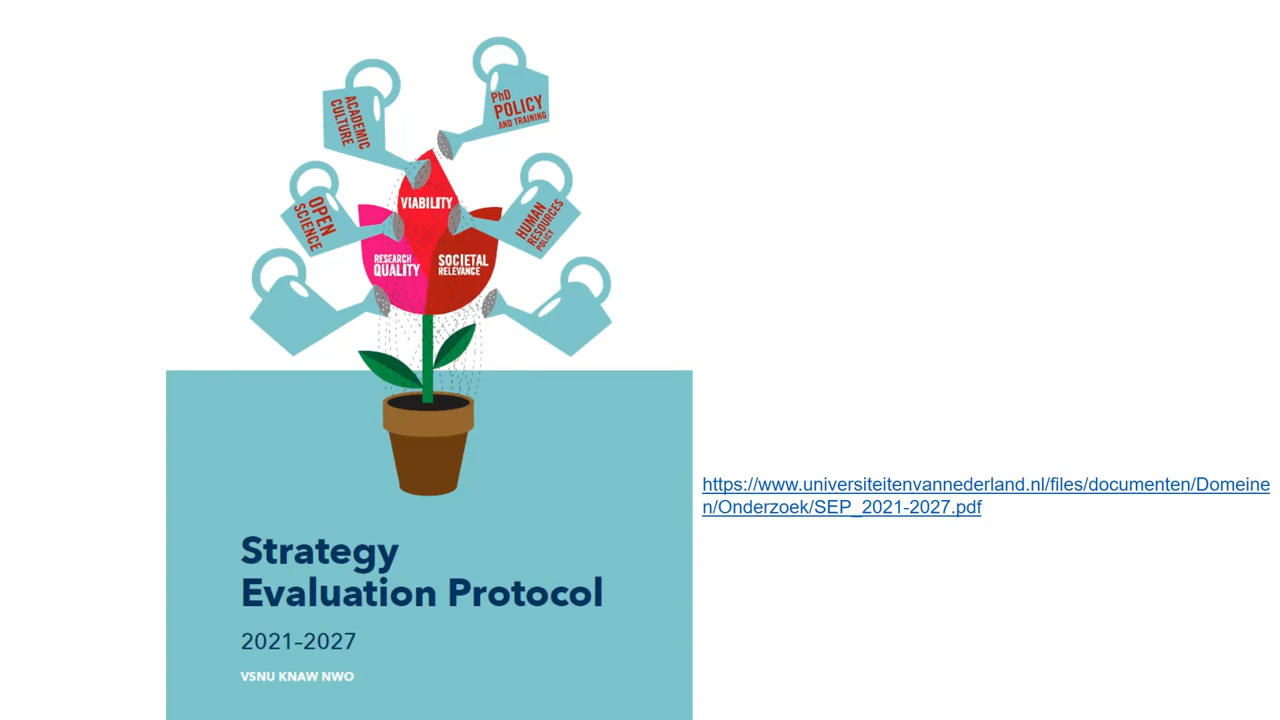 PhD
POLICY
AND TRAINING
ACADEMIC
CULTURE
VIABILITY
OPEN
SCIENCE
HUMAN
RESOURCES
POLICY
RESEARCH
QUALITY
SOCIETAL
RELEVANCE
https://www.universiteitenvannederland.nl/files/documenten/Domeine
n/Onderzoek/SEP_2021-2027.pdf
Strategy
Evaluation Protocol
2021–2027
VSNU KNAW NWO